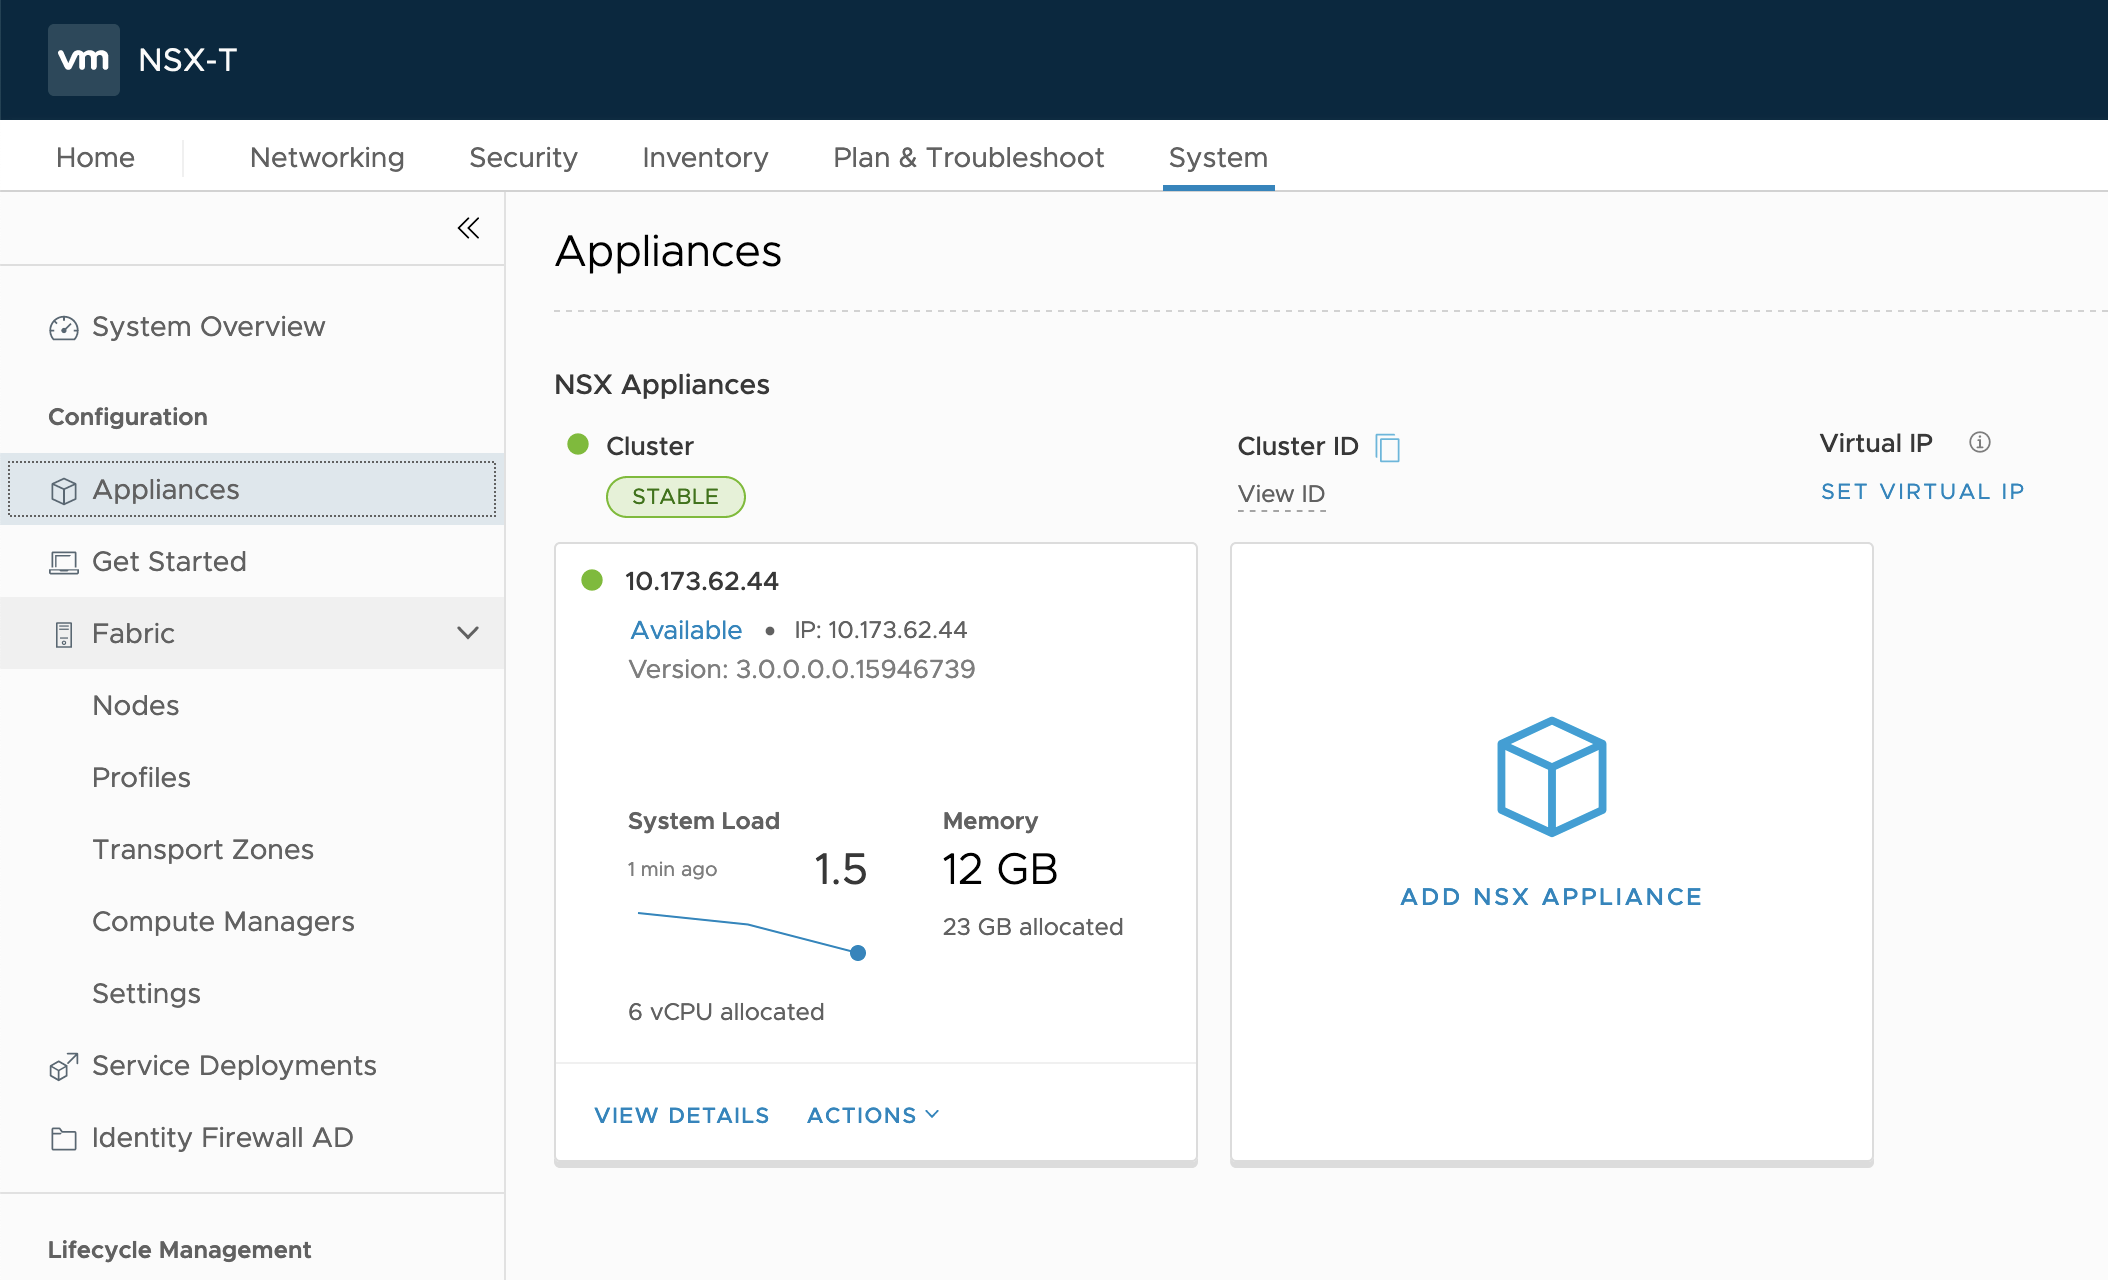 vm NSX-T
Home Networking Security Inventory Plan & Troubleshoot System
System Overview
Configuration
Appliances
Get Started
Fabric
Nodes
Profiles
Transport Zones
Compute Managers
Settings
Service Deployments
Identity Firewall AD
Lifecycle Management
Appliances
NSX Appliances
Cluster
STABLE
Cluster ID
View ID
Virtual IP
SET VIRTUAL IP
10.173.62.44
Available • IP: 10.173.62.44
Version: 3.0.0.0.0.15946739
System Load
1 min ago 1.5
6 vCPU allocated
Memory
12 GB
23 GB allocated
VIEW DETAILS ACTIONS
ADD NSX APPLIANCE